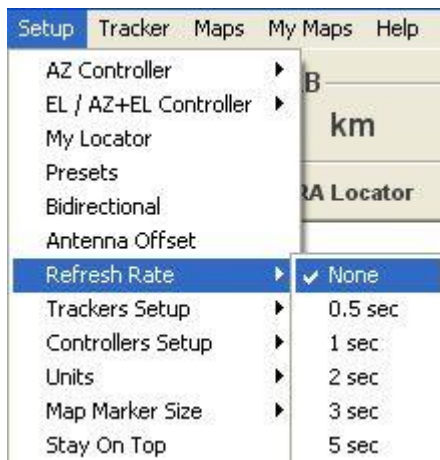 Setup Tracker Maps My Maps Help
AZ Controller
EL / AZ+EL Controller
My Locator
Presets
Bidirectional
Antenna Offset
Refresh Rate
Trackers Setup
Controllers Setup
Units
Map Marker Size
Stay On Top
B
km
RA Locator
None
0.5 sec
1 sec
2 sec
3 sec
5 sec